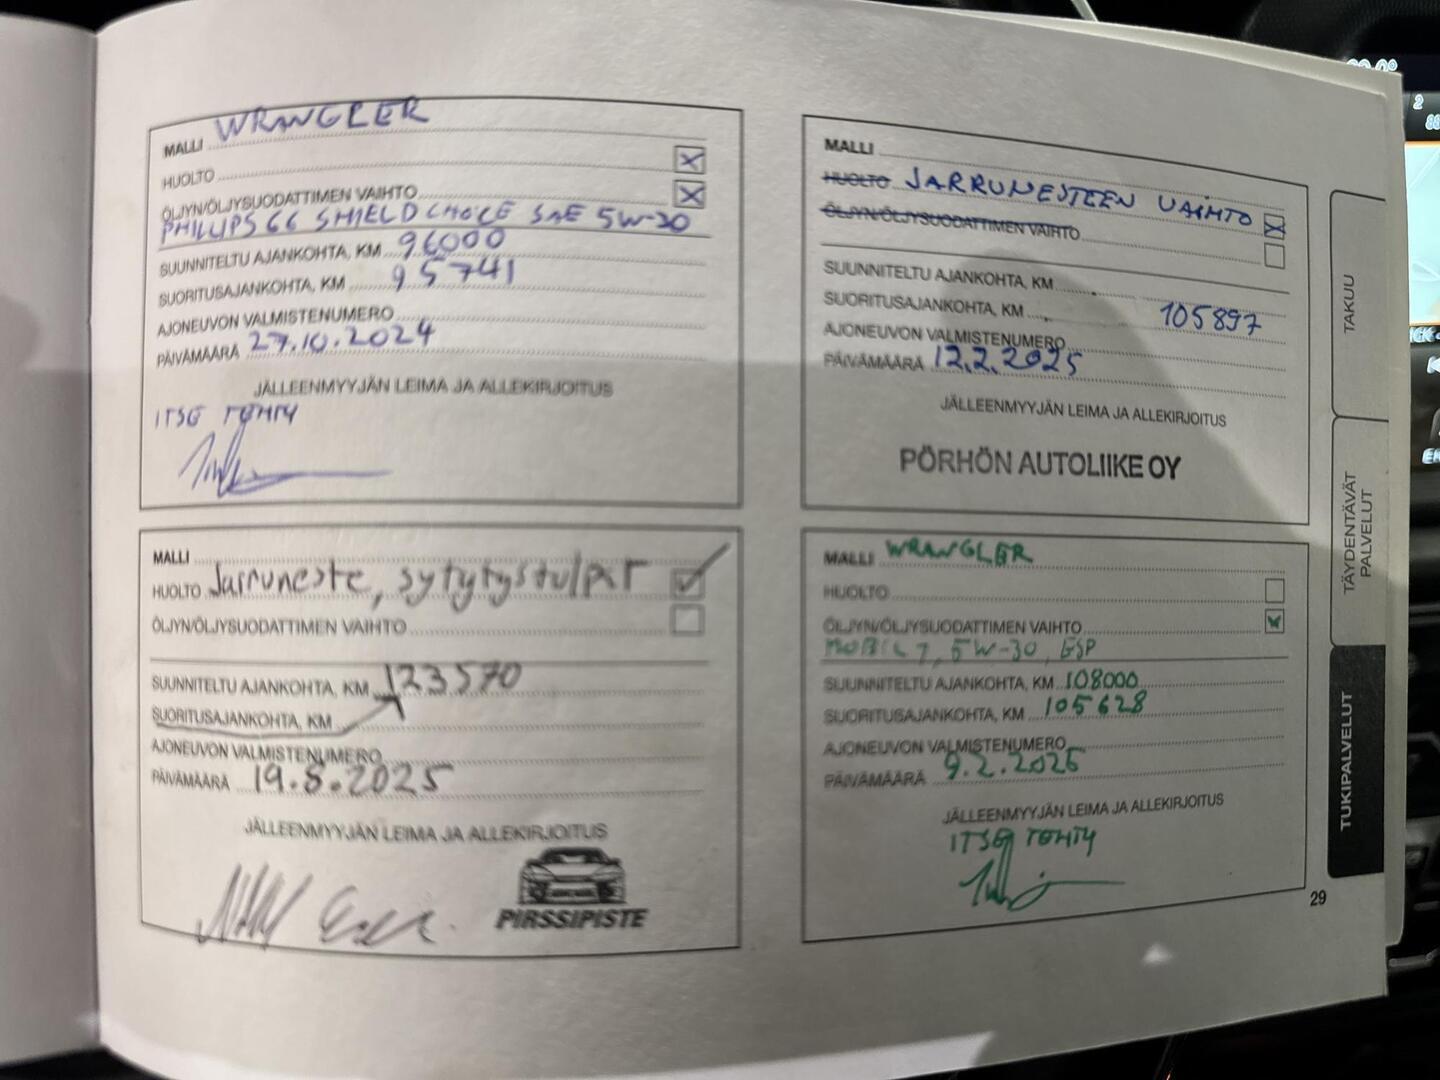 MALLI WRANGLER
HUOLTO
ÖLJYN/ÖLJYSUODATTIMEN VAIHTO
PHILLIPS 66 SHIELD CHOICE SAE 5W-30
SUUNNITELTU AJANKOHTA, KM 96000
SUORITUSAJANKOHTA, KM 95741
AJONEUVON VALMISTENUMERO
PÄIVÄMÄÄRÄ 27.10.2024
JÄLLEENMYYJÄN LEIMA JA ALLEKIRJOITUS
ITSE TEHTY
MALLI
HUOLTO JARRUNESTEEN VAIHTO
ÖLJYN/ÖLJYSUODATTIMEN VAIHTO
SUUNNITELTU AJANKOHTA, KM
SUORITUSAJANKOHTA, KM 105897
AJONEUVON VALMISTENUMERO
PÄIVÄMÄÄRÄ 12.2.2025
JÄLLEENMYYJÄN LEIMA JA ALLEKIRJOITUS
PÖRHÖN AUTOLIIKE OY
MALLI
HUOLTO Jarruneste, sytytystulpat
ÖLJYN/ÖLJYSUODATTIMEN VAIHTO
SUUNNITELTU AJANKOHTA, KM 123570
SUORITUSAJANKOHTA, KM
AJONEUVON VALMISTENUMERO
PÄIVÄMÄÄRÄ 19.8.2025
JÄLLEENMYYJÄN LEIMA JA ALLEKIRJOITUS
PIRSSIPISTE
MALLI WRANGLER
HUOLTO
ÖLJYN/ÖLJYSUODATTIMEN VAIHTO
MOBIL 1, 5W-30, ESP
SUUNNITELTU AJANKOHTA, KM 108000
SUORITUSAJANKOHTA, KM 105628
AJONEUVON VALMISTENUMERO
PÄIVÄMÄÄRÄ 9.2.2025
JÄLLEENMYYJÄN LEIMA JA ALLEKIRJOITUS
ITSE TEHTY
29
TAKUU
TÄYDENTÄVÄT
PALVELUT
TUKIPALVELUT